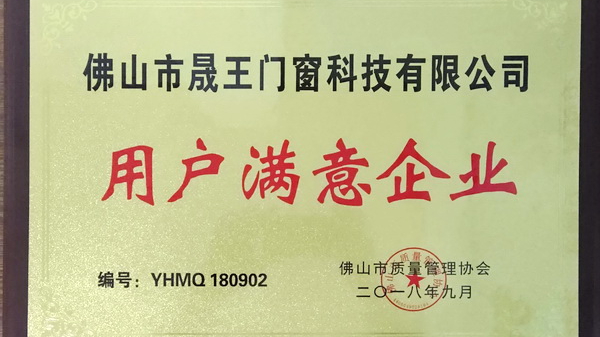 佛山市晟王门窗科技有限公司
用户满意企业
编号：YHMQ 180902
佛山市质量管理协会
二〇一八年九月